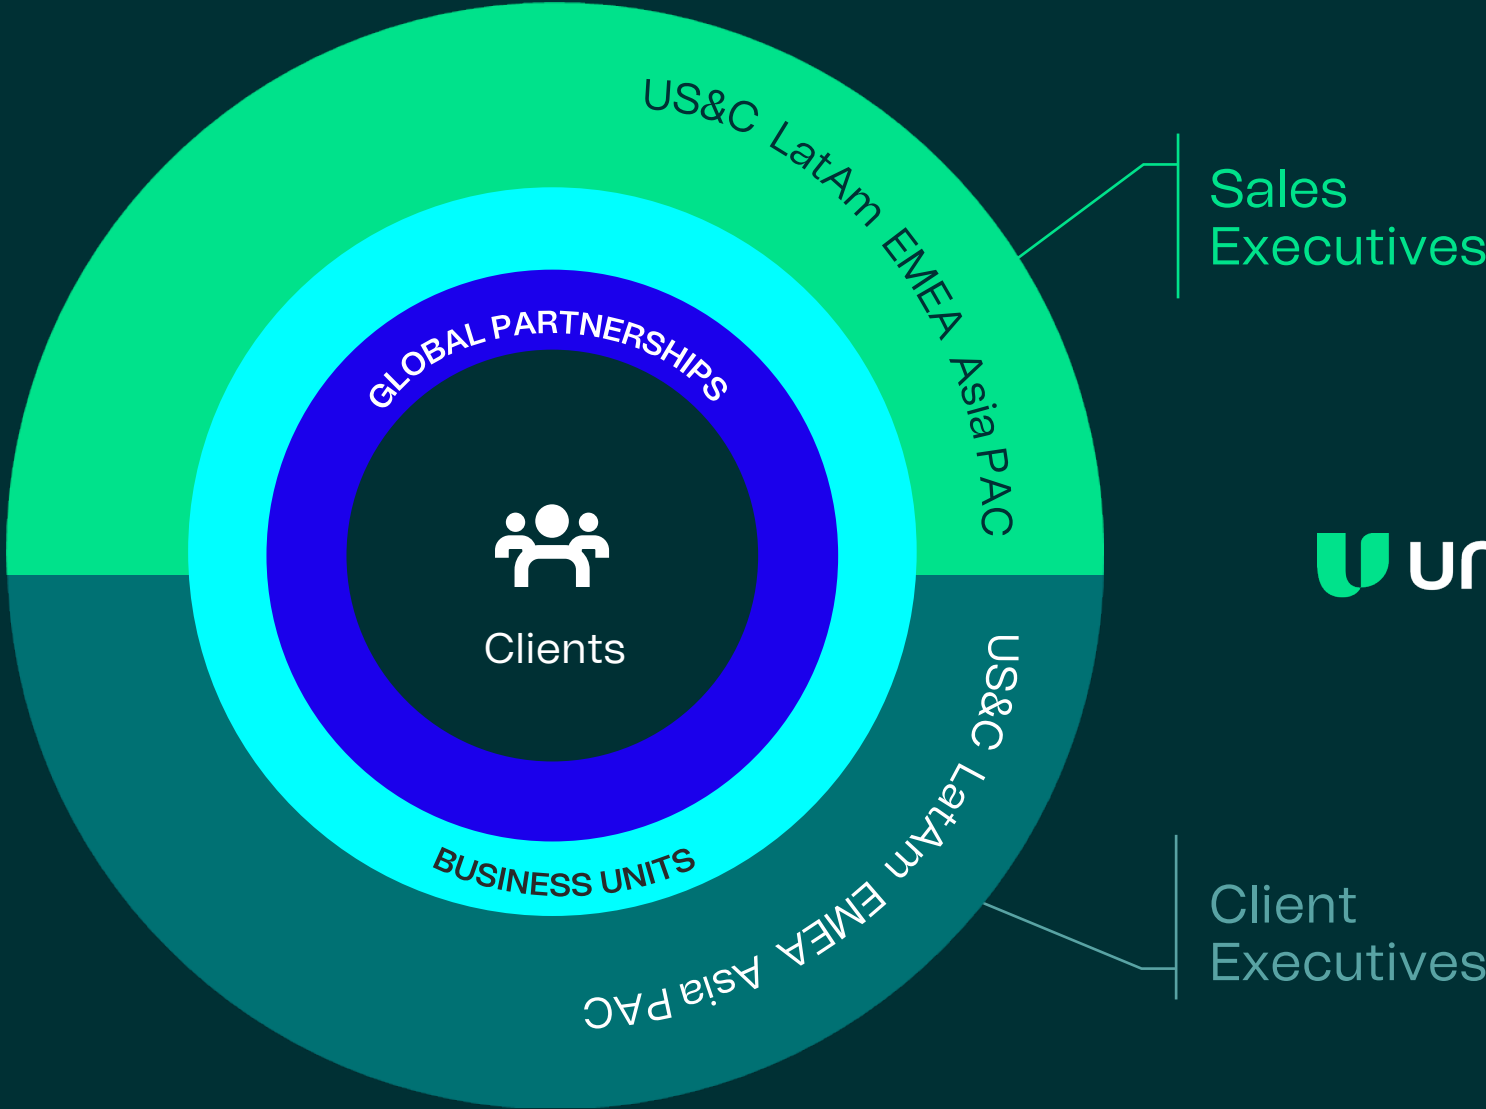 US&C LatAm EMEA Asia PAC
Sales
Executives
GLOBAL PARTNERSHIPS
Clients
BUSINESS UNITS
US&C LatAm EMEA Asia PAC
Client
Executives